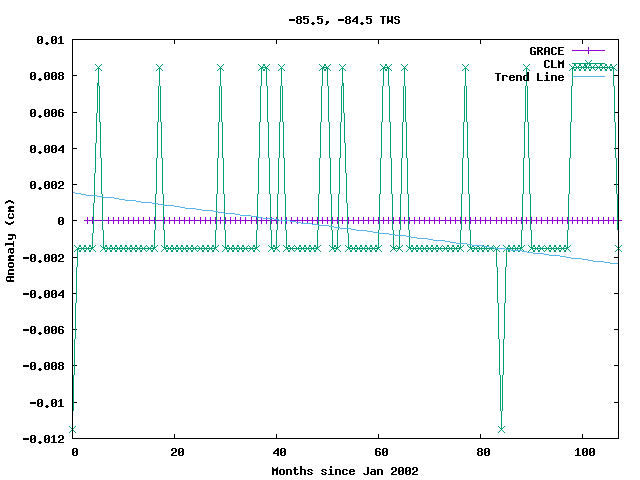 -85.5, -84.5 TWS
0.01
0.008
0.006
0.004
0.002
0
-0.002
-0.004
-0.006
-0.008
-0.01
-0.012
Anomaly (cm)
GRACE
CLM
Trend Line
0 20 40 60 80 100
Months since Jan 2002